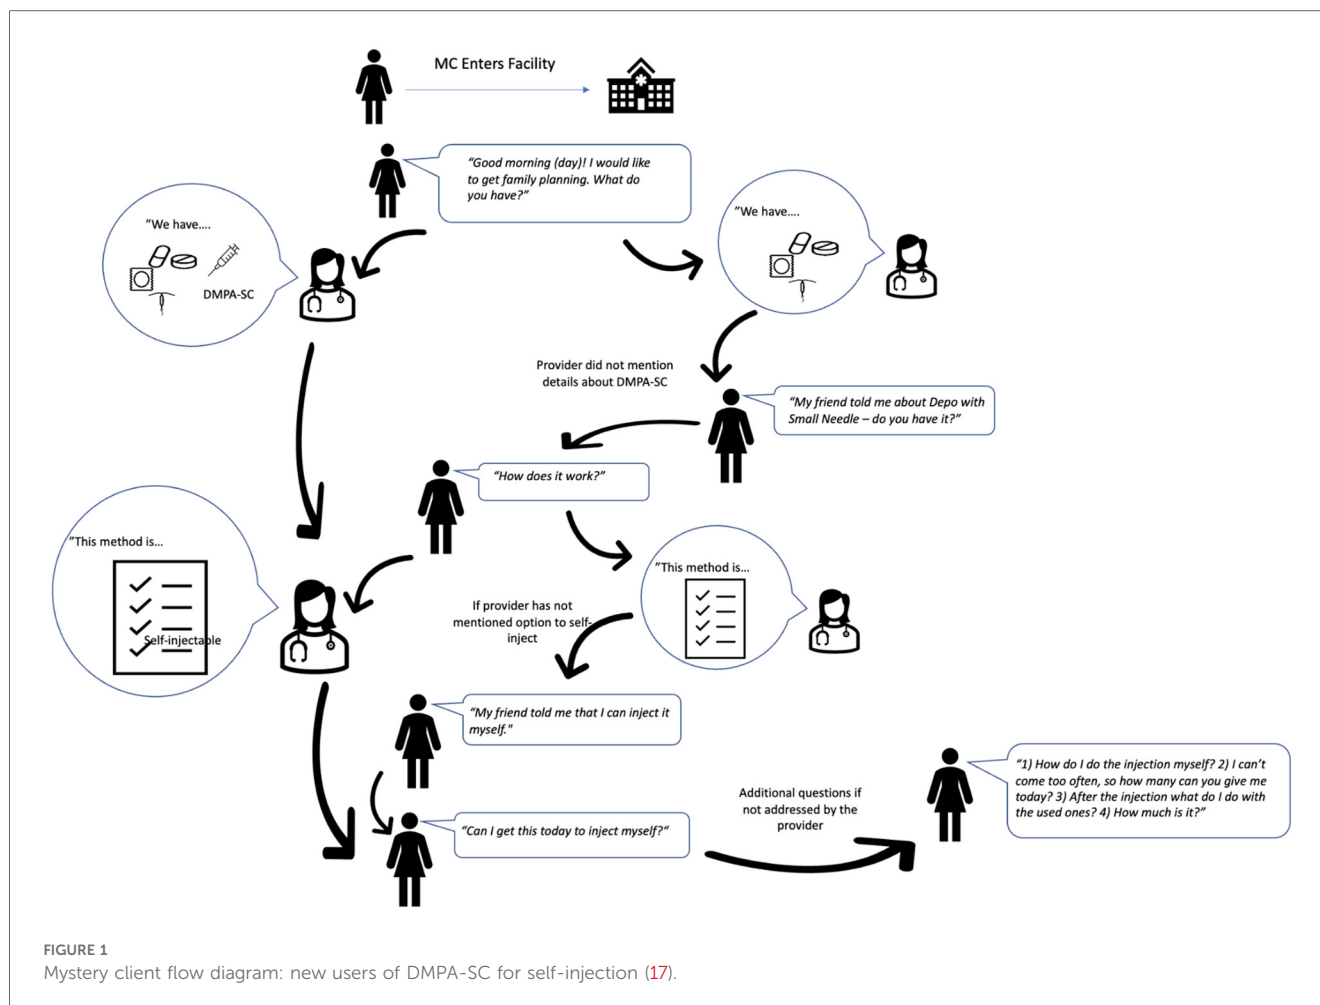 MC Enters Facility
“Good morning (day)! I would like
to get family planning. What do
you have?”
"We have....
DMPA-SC
"We have....
Provider did not mention
details about DMPA-SC
“My friend told me about Depo with
Small Needle – do you have it?”
“How does it work?”
"This method is...
Self-injectable
"This method is...
If provider has not
mentioned option to self-
inject
“My friend told me that I can inject it
myself."
“Can I get this today to inject myself?“
Additional questions if
not addressed by the
provider
“1) How do I do the injection myself? 2) I can’t
come too often, so how many can you give me
today? 3) After the injection what do I do with
the used ones? 4) How much is it?”
FIGURE 1
Mystery client flow diagram: new users of DMPA-SC for self-injection (17).